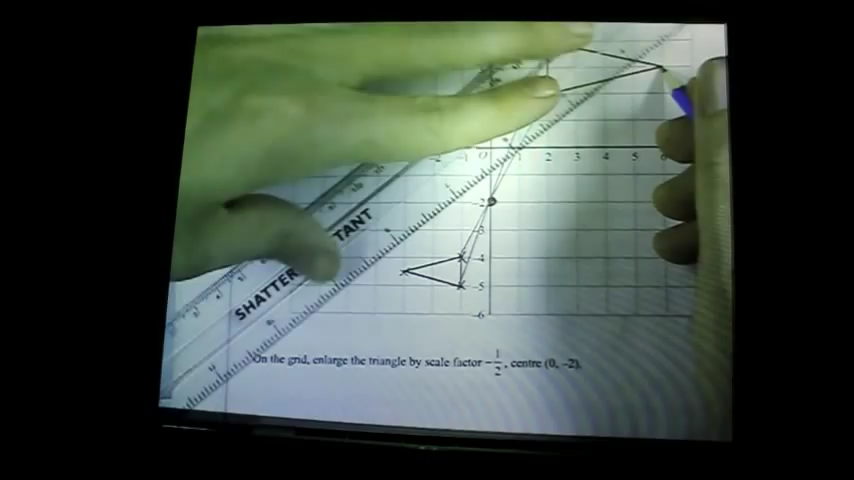 -2 -1 O 1 2 3 4 5 6
-2
-3
-4
-5
-6
SHATTER TANT
On the grid, enlarge the triangle by scale factor -1/2, centre (0, -2).